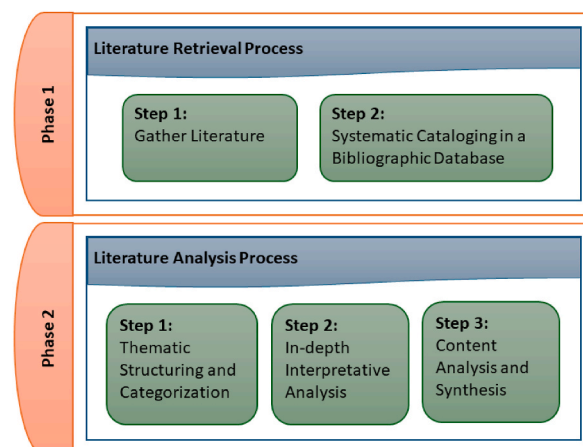 Phase 1
Literature Retrieval Process
Step 1:
Gather Literature
Step 2:
Systematic Cataloging in a
Bibliographic Database
Phase 2
Literature Analysis Process
Step 1:
Thematic
Structuring and
Categorization
Step 2:
In-depth
Interpretative
Analysis
Step 3:
Content
Analysis and
Synthesis